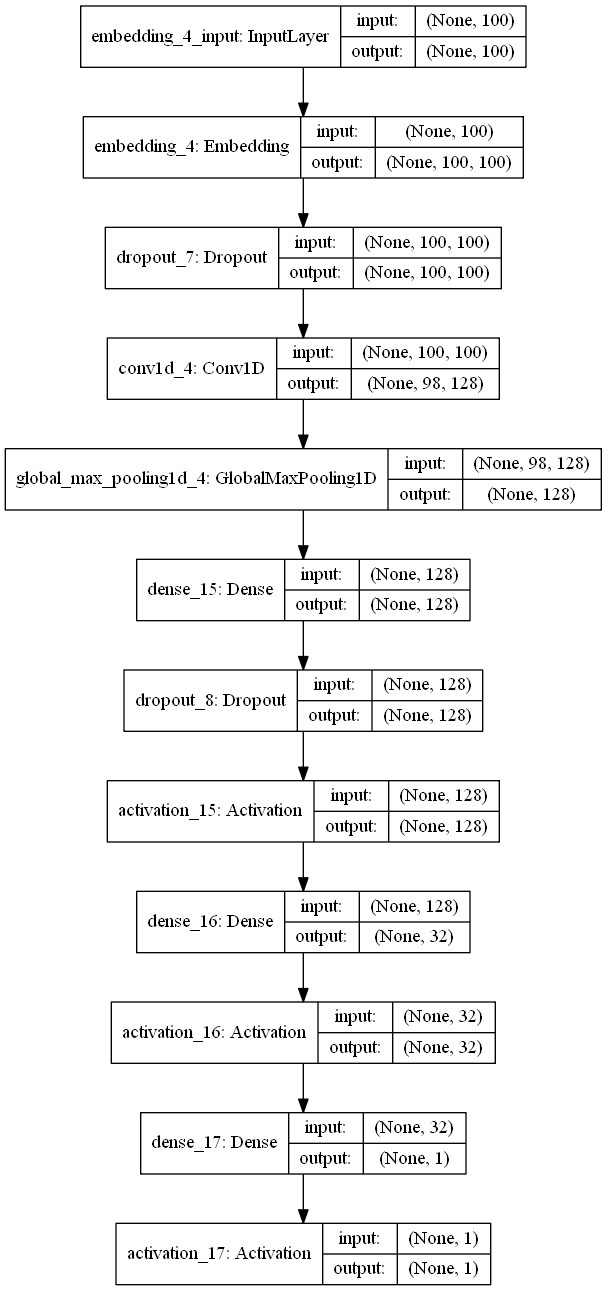 embedding_4_input: InputLayer
input: (None, 100)
output: (None, 100)
embedding_4: Embedding
input: (None, 100)
output: (None, 100, 100)
dropout_7: Dropout
input: (None, 100, 100)
output: (None, 100, 100)
conv1d_4: Conv1D
input: (None, 100, 100)
output: (None, 98, 128)
global_max_pooling1d_4: GlobalMaxPooling1D
input: (None, 98, 128)
output: (None, 128)
dense_15: Dense
input: (None, 128)
output: (None, 128)
dropout_8: Dropout
input: (None, 128)
output: (None, 128)
activation_15: Activation
input: (None, 128)
output: (None, 128)
dense_16: Dense
input: (None, 128)
output: (None, 32)
activation_16: Activation
input: (None, 32)
output: (None, 32)
dense_17: Dense
input: (None, 32)
output: (None, 1)
activation_17: Activation
input: (None, 1)
output: (None, 1)